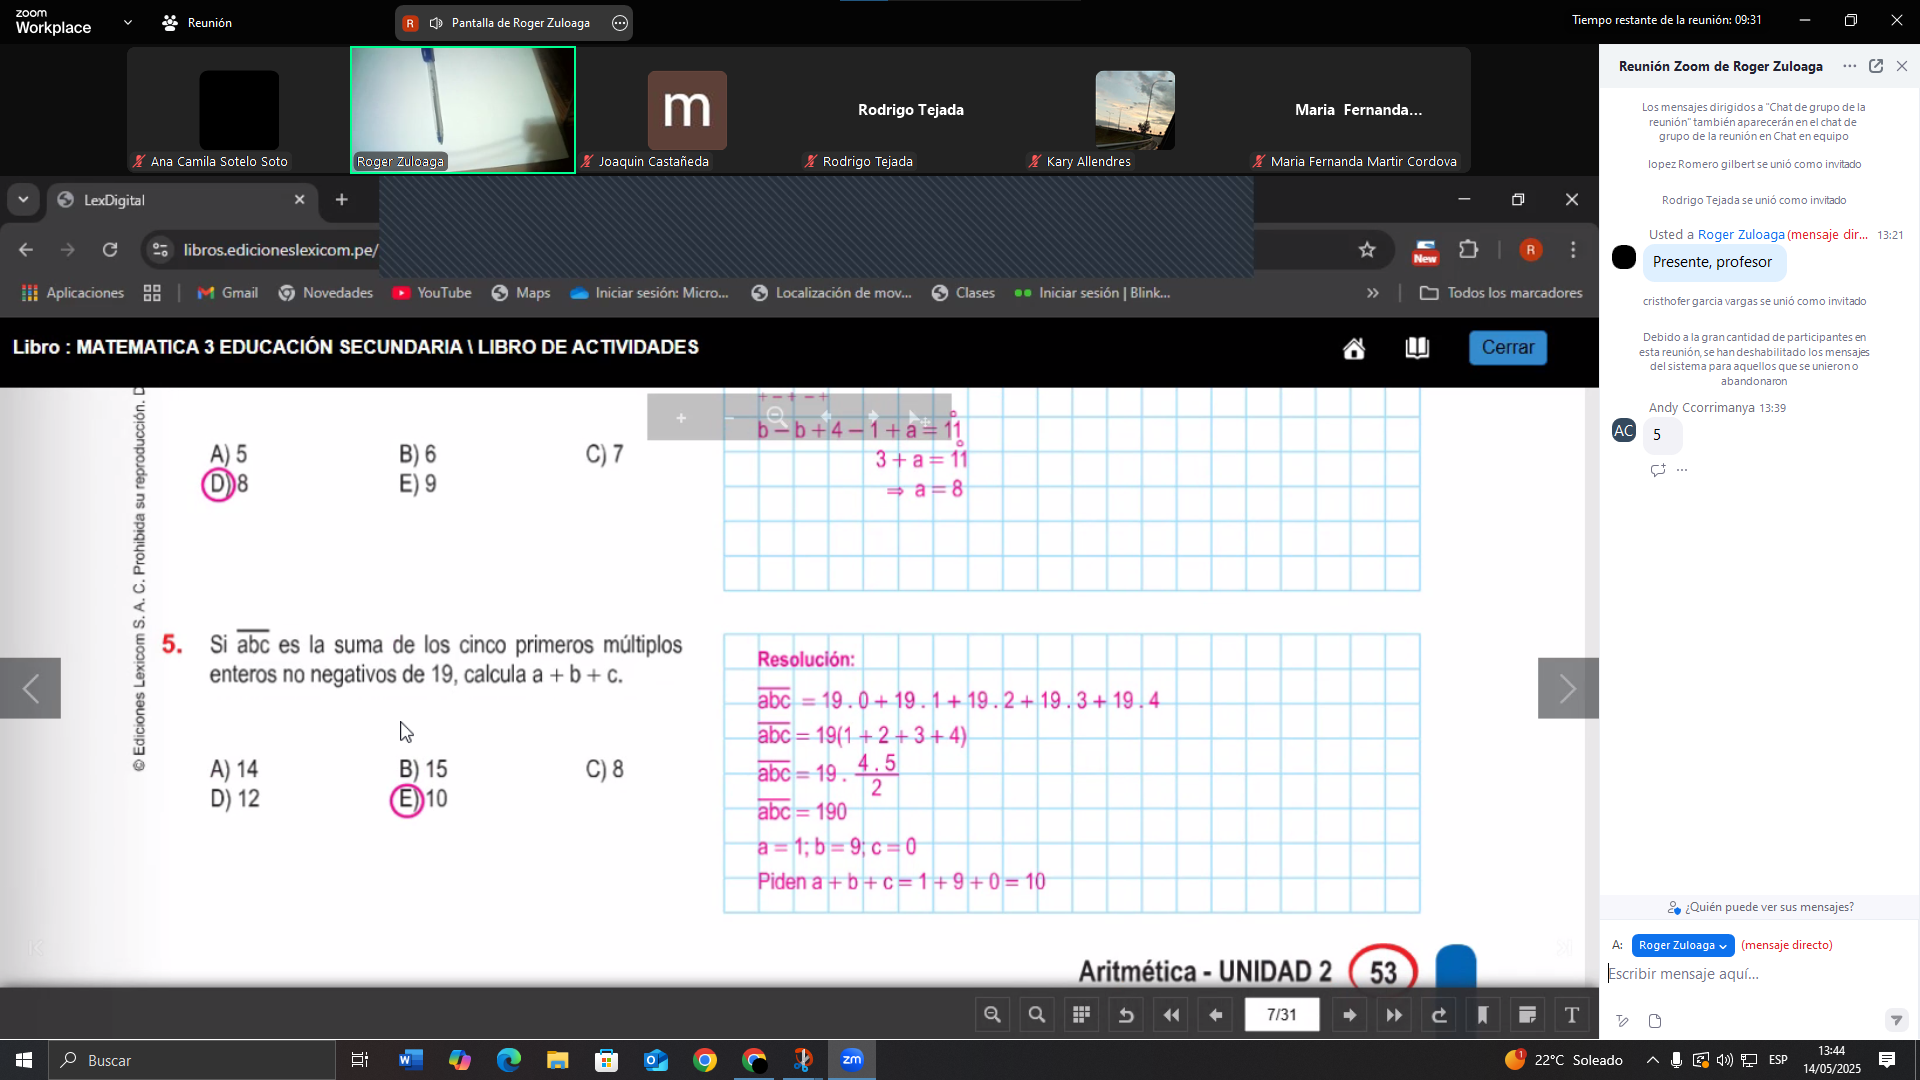 zoom
Workplace
Reunión
R
Pantalla de Roger Zuloaga
Tiempo restante de la reunión: 09:31
m
Rodrigo Tejada
Maria Fernanda...
Ana Camila Sotelo Soto
Roger Zuloaga
Joaquin Castañeda
Rodrigo Tejada
Kary Allendres
Maria Fernanda Martir Cordova
LexDigital
libros.edicioneslexicom.pe/
New
R
Aplicaciones
Gmail
Novedades
YouTube
Maps
Iniciar sesión: Micro...
Localización de mov...
Clases
Iniciar sesión | Blink...
Todos los marcadores
Libro : MATEMATICA 3 EDUCACIÓN SECUNDARIA \ LIBRO DE ACTIVIDADES
Cerrar
© Ediciones Lexicom S. A. C. Prohibida su reproducción. D
A) 5
B) 6
C) 7
D) 8
E) 9
+ − + − +
b − b + 4 − 1 + a = 11°
3 + a = 11°
⇒ a = 8
5. Si abc es la suma de los cinco primeros múltiplos
enteros no negativos de 19, calcula a + b + c.
A) 14
B) 15
C) 8
D) 12
E) 10
Resolución:
abc = 19 . 0 + 19 . 1 + 19 . 2 + 19 . 3 + 19 . 4
abc = 19(1 + 2 + 3 + 4)
abc = 19 . 4 . 5 / 2
abc = 190
a = 1; b = 9; c = 0
Piden a + b + c = 1 + 9 + 0 = 10
Aritmética - UNIDAD 2
53
7/31
T
Reunión Zoom de Roger Zuloaga
Los mensajes dirigidos a "Chat de grupo de la
reunión" también aparecerán en el chat de
grupo de la reunión en Chat en equipo
lopez Romero gilbert se unió como invitado
Rodrigo Tejada se unió como invitado
Usted a Roger Zuloaga (mensaje dir... 13:21
Presente, profesor
cristhofer garcia vargas se unió como invitado
Debido a la gran cantidad de participantes en
esta reunión, se han deshabilitado los mensajes
del sistema para aquellos que se unieron o
abandonaron
Andy Ccorrimanya 13:39
AC
5
¿Quién puede ver sus mensajes?
A: Roger Zuloaga (mensaje directo)
Escribir mensaje aquí...
Buscar
W
zm
1
22°C Soleado
ESP
13:44
14/05/2025